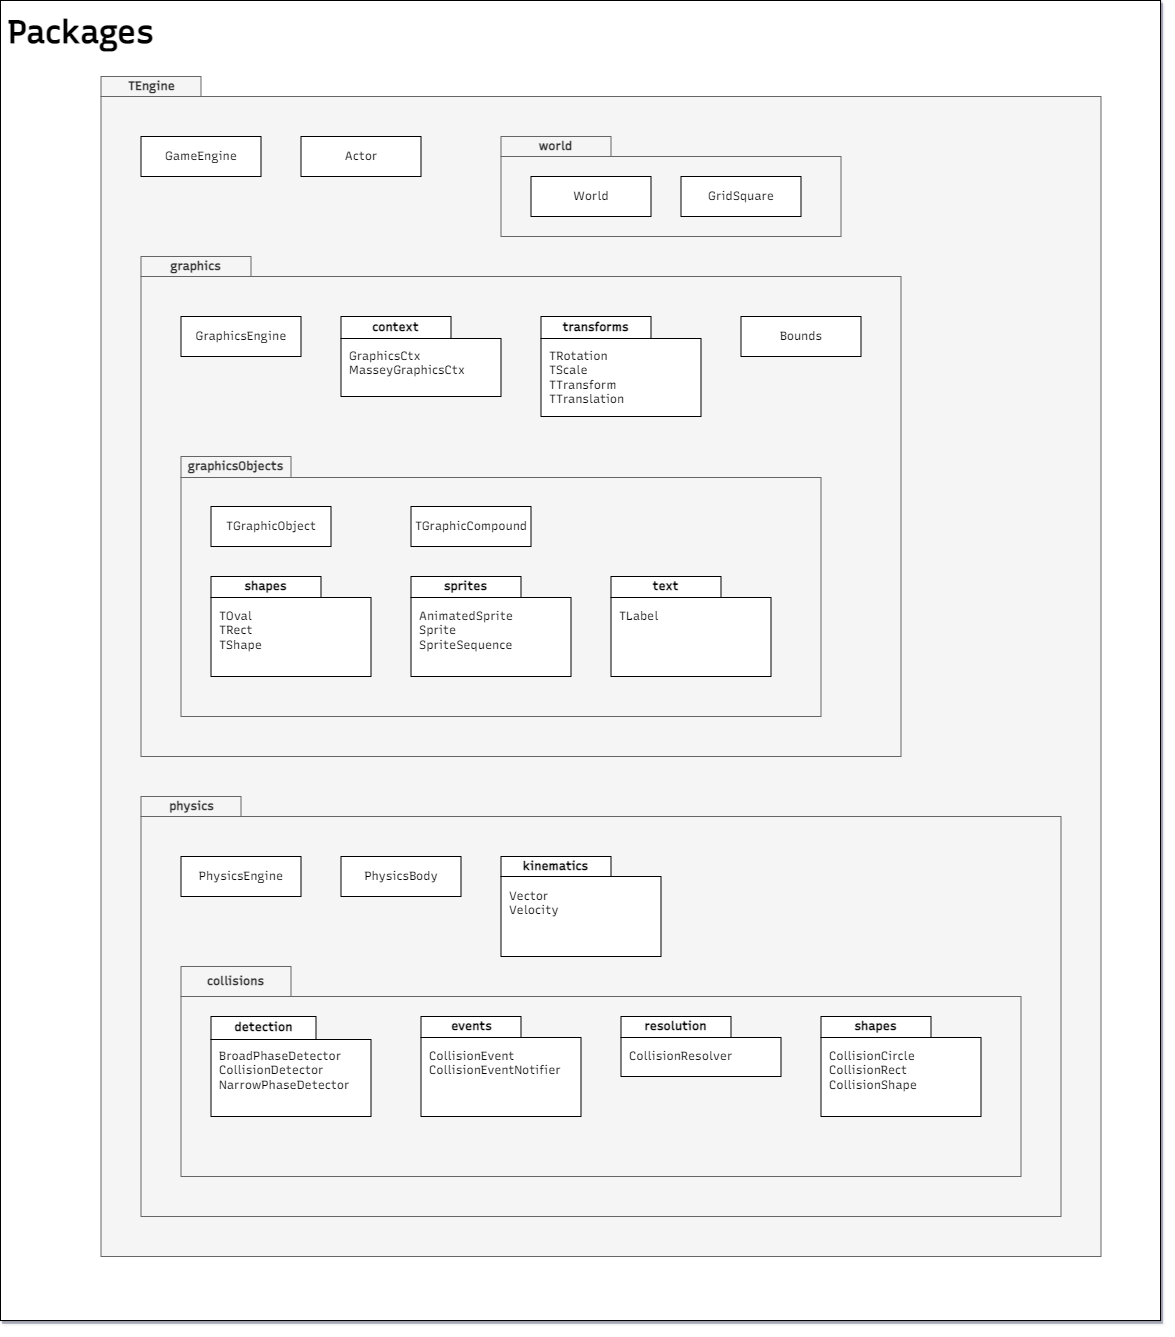 Packages
TEngine
GameEngine
Actor
world
World
GridSquare
graphics
GraphicsEngine
context
GraphicsCtx
MasseyGraphicsCtx
transforms
TRotation
TScale
TTransform
TTranslation
Bounds
graphicsObjects
TGraphicObject
TGraphicCompound
shapes
TOval
TRect
TShape
sprites
AnimatedSprite
Sprite
SpriteSequence
text
TLabel
physics
PhysicsEngine
PhysicsBody
kinematics
Vector
Velocity
collisions
detection
BroadPhaseDetector
CollisionDetector
NarrowPhaseDetector
events
CollisionEvent
CollisionEventNotifier
resolution
CollisionResolver
shapes
CollisionCircle
CollisionRect
CollisionShape